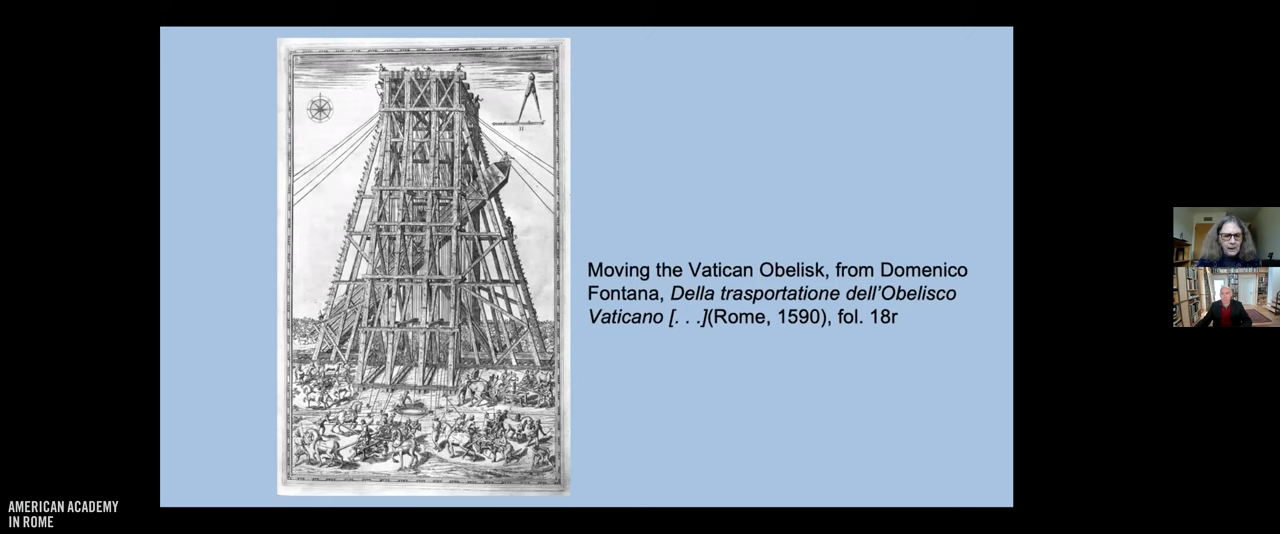 Moving the Vatican Obelisk, from Domenico
Fontana, Della trasportatione dell'Obelisco
Vaticano [. . .](Rome, 1590), fol. 18r
AMERICAN ACADEMY
IN ROME